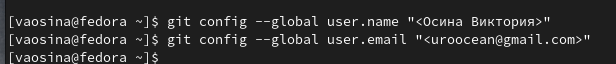 [vaosina@fedora ~]$ git config --global user.name "<Осина Виктория>"
[vaosina@fedora ~]$ git config --global user.email "<uroocean@gmail.com>"
[vaosina@fedora ~]$